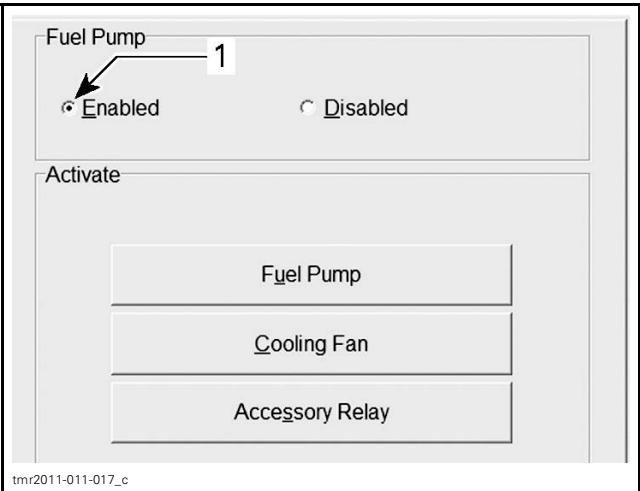 Fuel Pump
1
Enabled
Disabled
Activate
Fuel Pump
Cooling Fan
Accessory Relay
tmr2011-011-017_c